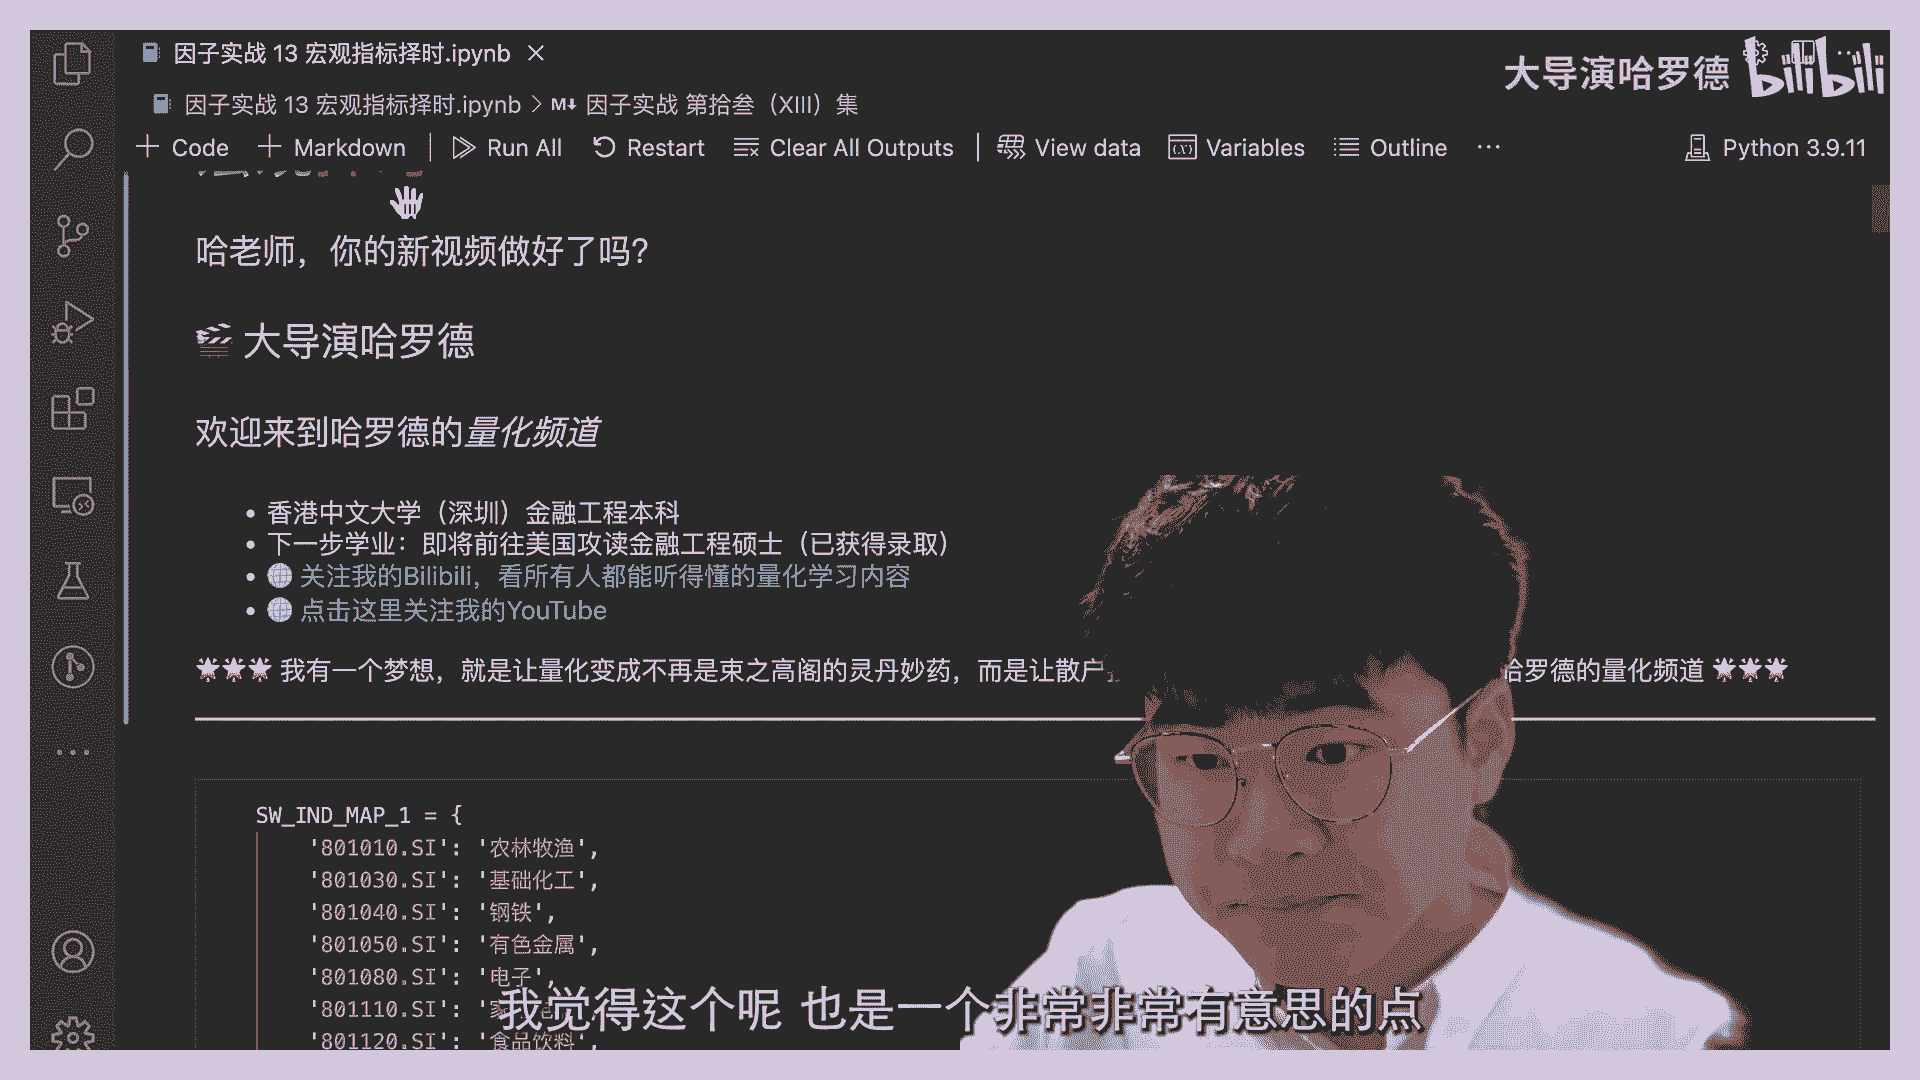 因子实战 13 宏观指标择时.ipynb
大导演哈罗德 bilibili
因子实战 13 宏观指标择时.ipynb > M↓ 因子实战 第拾叁（XIII）集
Code Markdown Run All Restart Clear All Outputs View data Variables Outline ··· Python 3.9.11
哈老师，你的新视频做好了吗？
🎬 大导演哈罗德
欢迎来到哈罗德的量化频道
• 香港中文大学（深圳）金融工程本科
• 下一步学业：即将前往美国攻读金融工程硕士（已获得录取）
• 🌐 关注我的Bilibili，看所有人都能听得懂的量化学习内容
• 🌐 点击这里关注我的YouTube
🌟🌟🌟 我有一个梦想，就是让量化变成不再是束之高阁的灵丹妙药，而是让散户 哈罗德的量化频道 🌟🌟🌟
SW_IND_MAP_1 = {
'801010.SI': '农林牧渔',
'801030.SI': '基础化工',
'801040.SI': '钢铁',
'801050.SI': '有色金属',
'801080.SI': '电子',
'801110.SI': '家
'801120.SI': '食品饮料',
我觉得这个呢 也是一个非常非常有意思的点